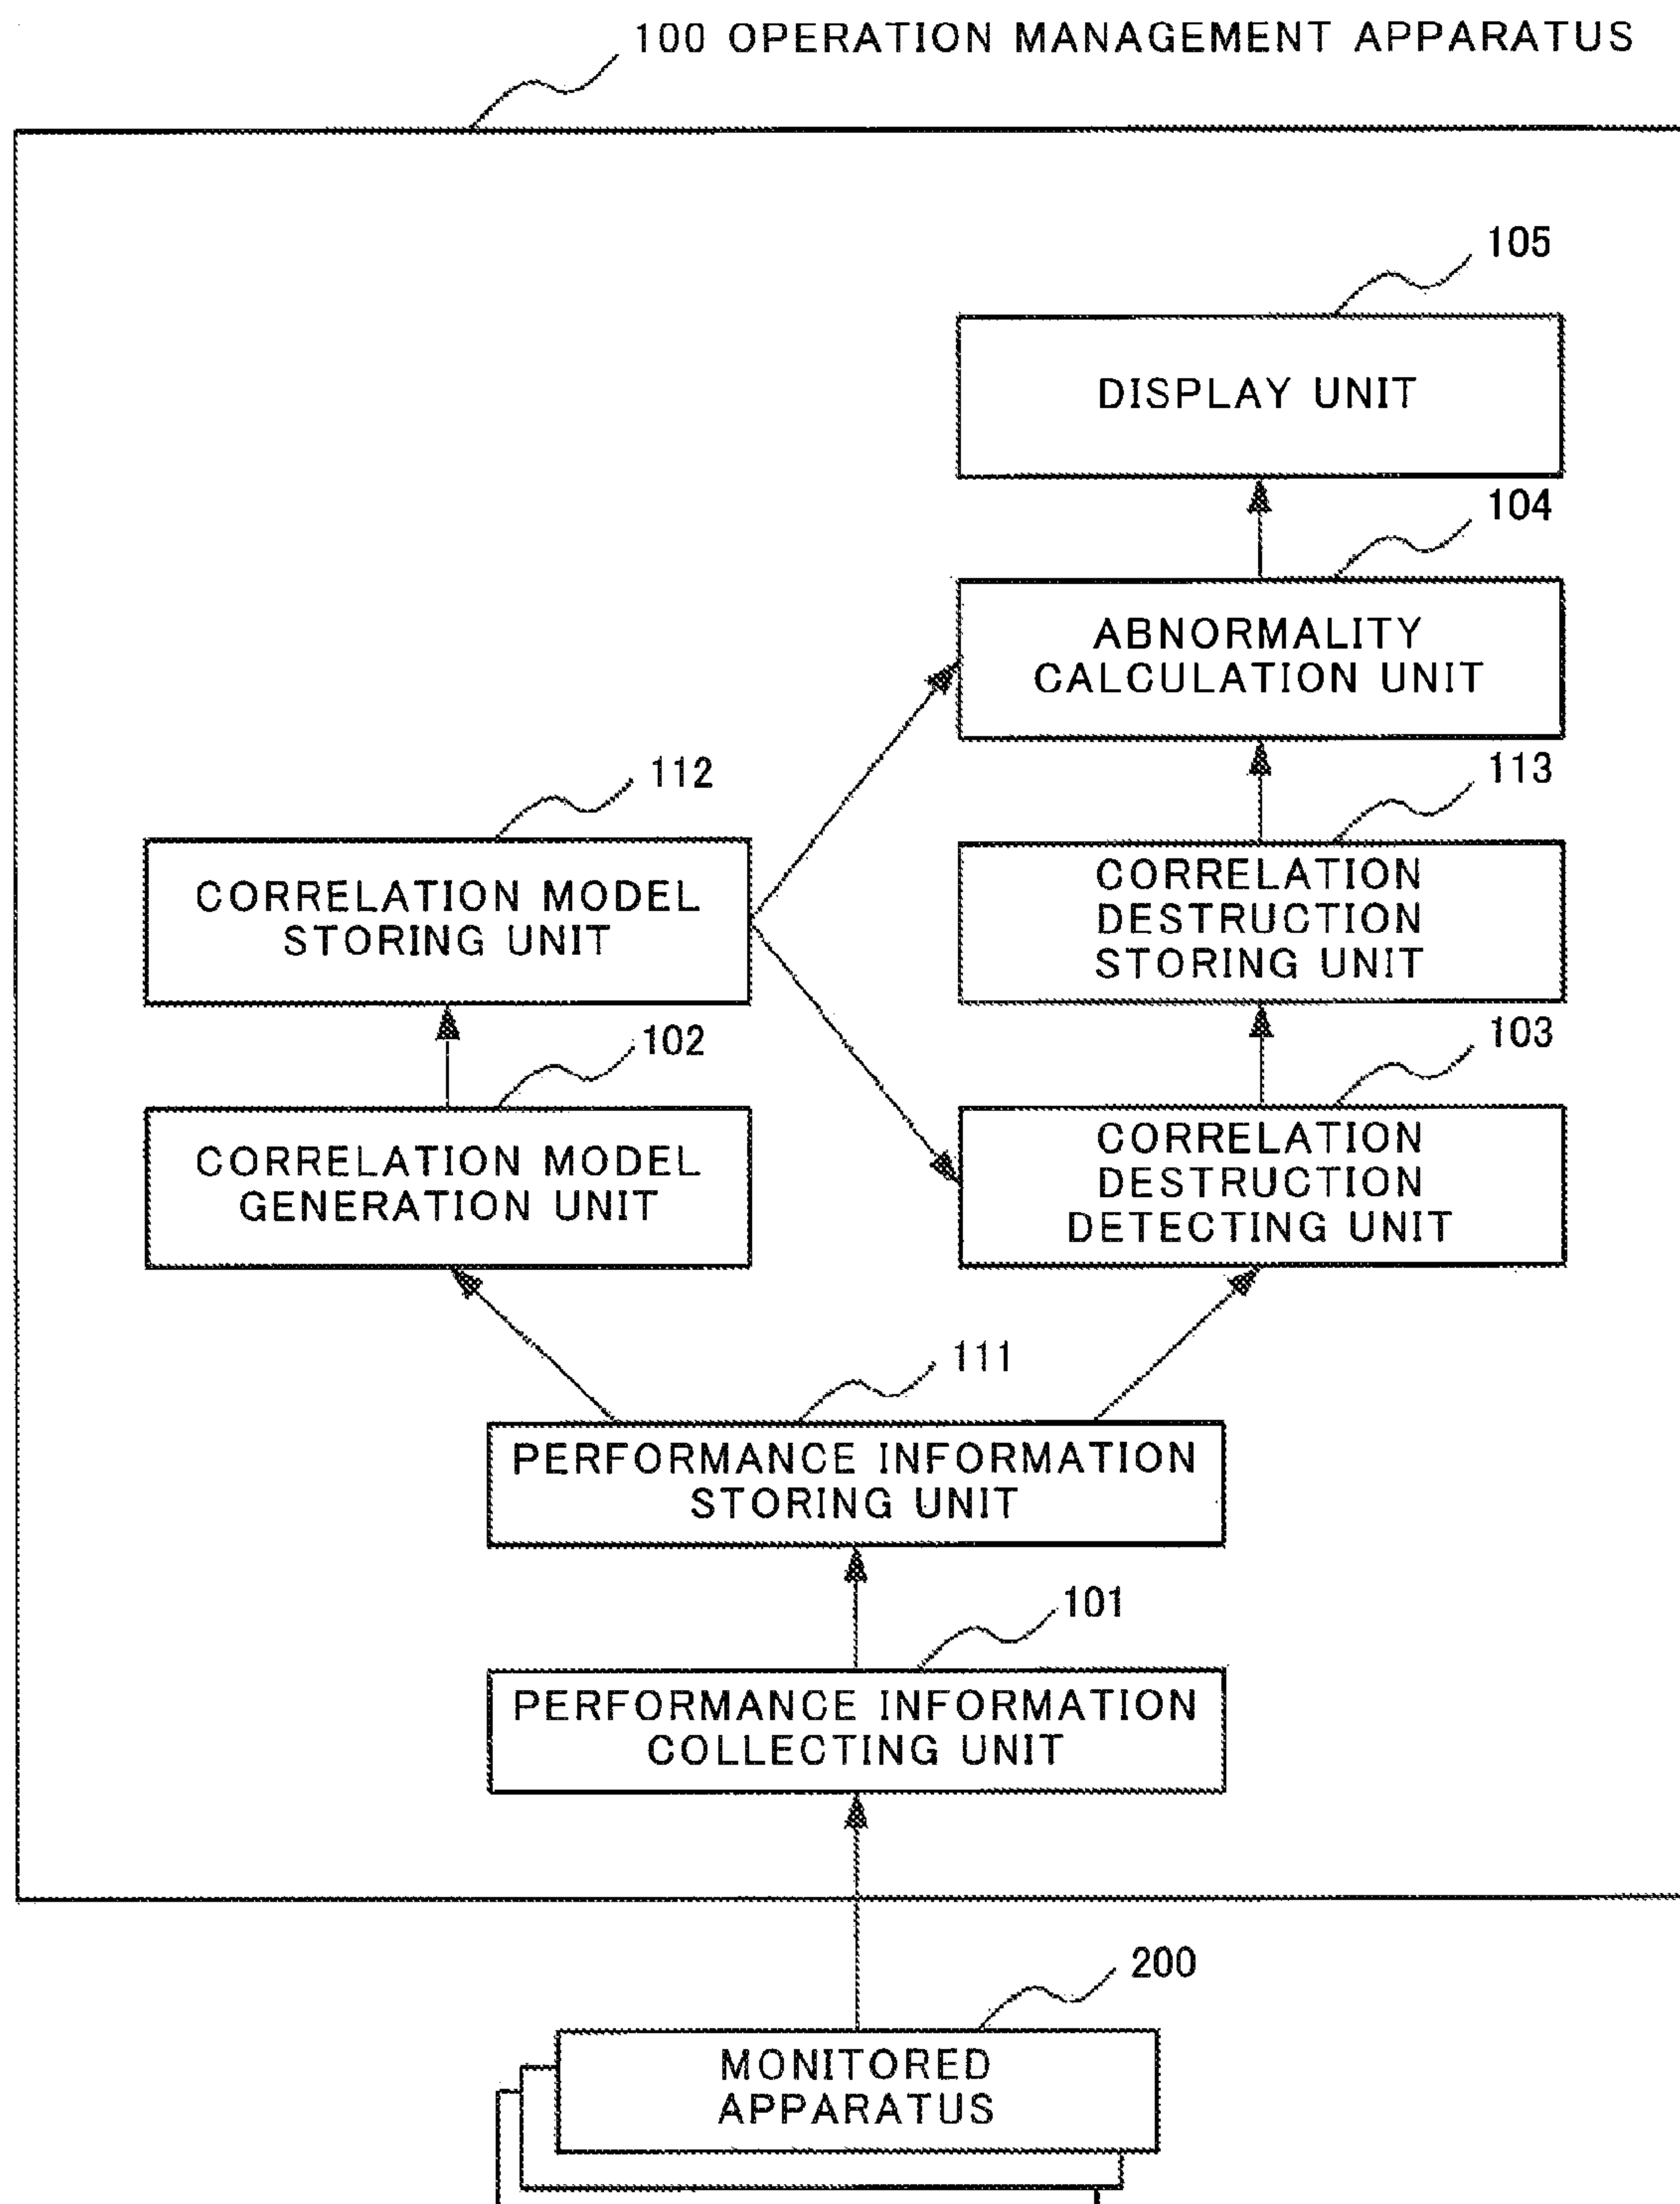 100 OPERATION MANAGEMENT APPARATUS
105
DISPLAY UNIT
104
ABNORMALITY
CALCULATION UNIT
112
113
CORRELATION MODEL
STORING UNIT
CORRELATION
DESTRUCTION
STORING UNIT
102
103
CORRELATION MODEL
GENERATION UNIT
CORRELATION
DESTRUCTION
DETECTING UNIT
111
PERFORMANCE INFORMATION
STORING UNIT
101
PERFORMANCE INFORMATION
COLLECTING UNIT
200
MONITORED
APPARATUS